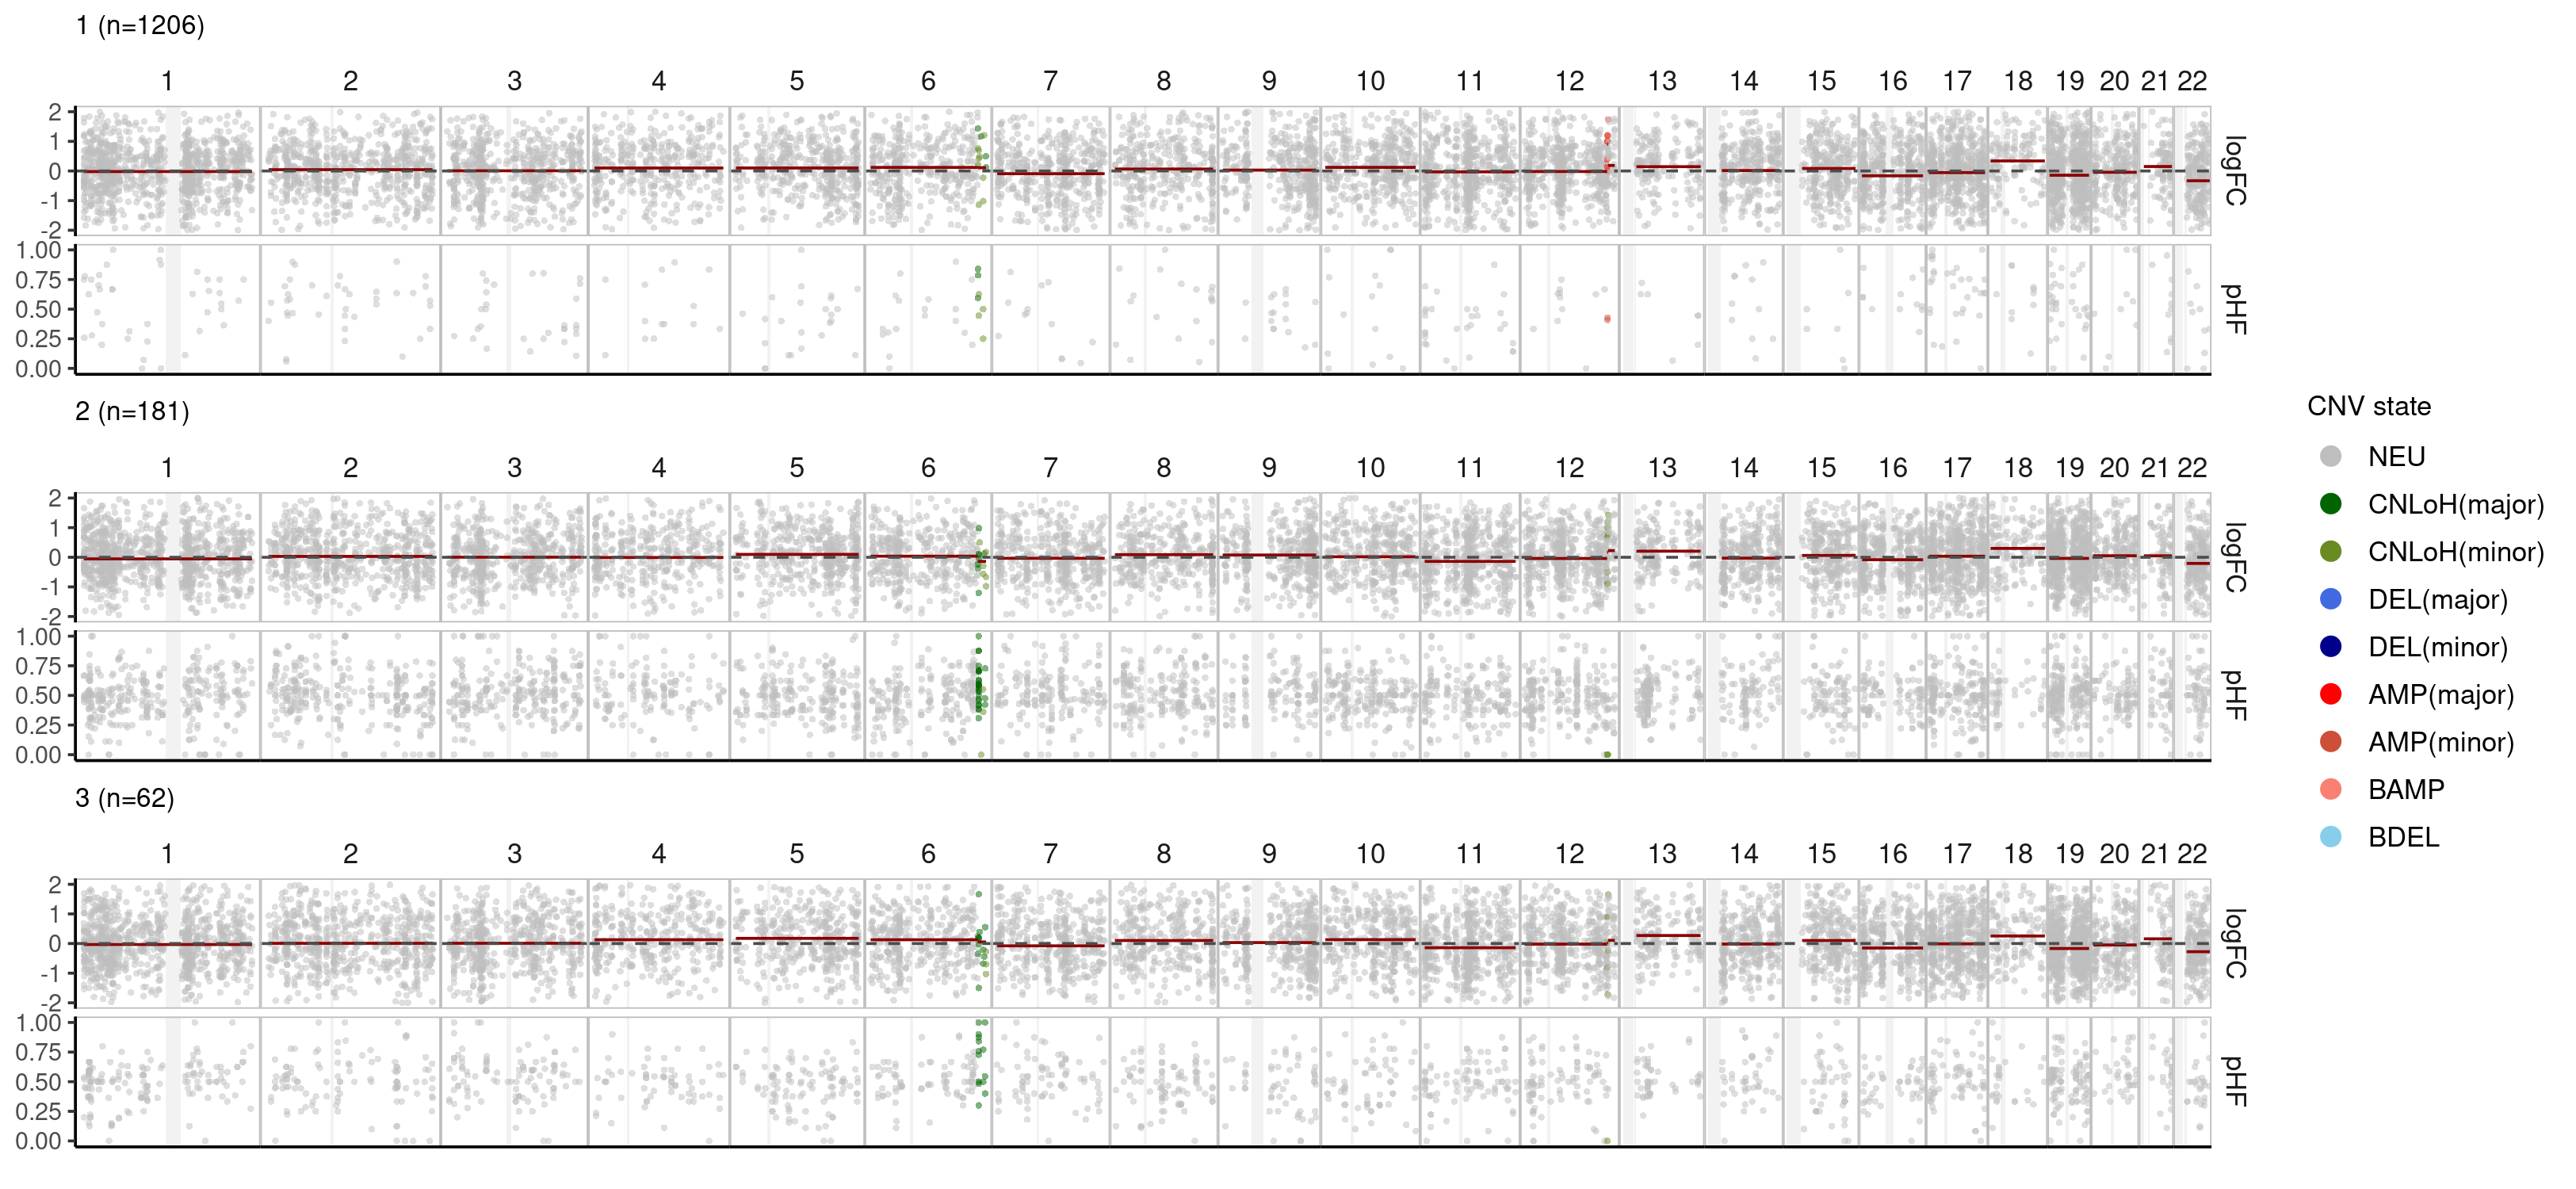 1 (n=1206)
1 2 3 4 5 6 7 8 9 10 11 12 13 14 15 16 17 18 19 20 21 22
2
1
0
-1
-2
logFC
1.00
0.75
0.50
0.25
0.00
pHF
2 (n=181)
1 2 3 4 5 6 7 8 9 10 11 12 13 14 15 16 17 18 19 20 21 22
2
1
0
-1
-2
logFC
1.00
0.75
0.50
0.25
0.00
pHF
3 (n=62)
1 2 3 4 5 6 7 8 9 10 11 12 13 14 15 16 17 18 19 20 21 22
2
1
0
-1
-2
logFC
1.00
0.75
0.50
0.25
0.00
pHF
CNV state
NEU
CNLoH(major)
CNLoH(minor)
DEL(major)
DEL(minor)
AMP(major)
AMP(minor)
BAMP
BDEL